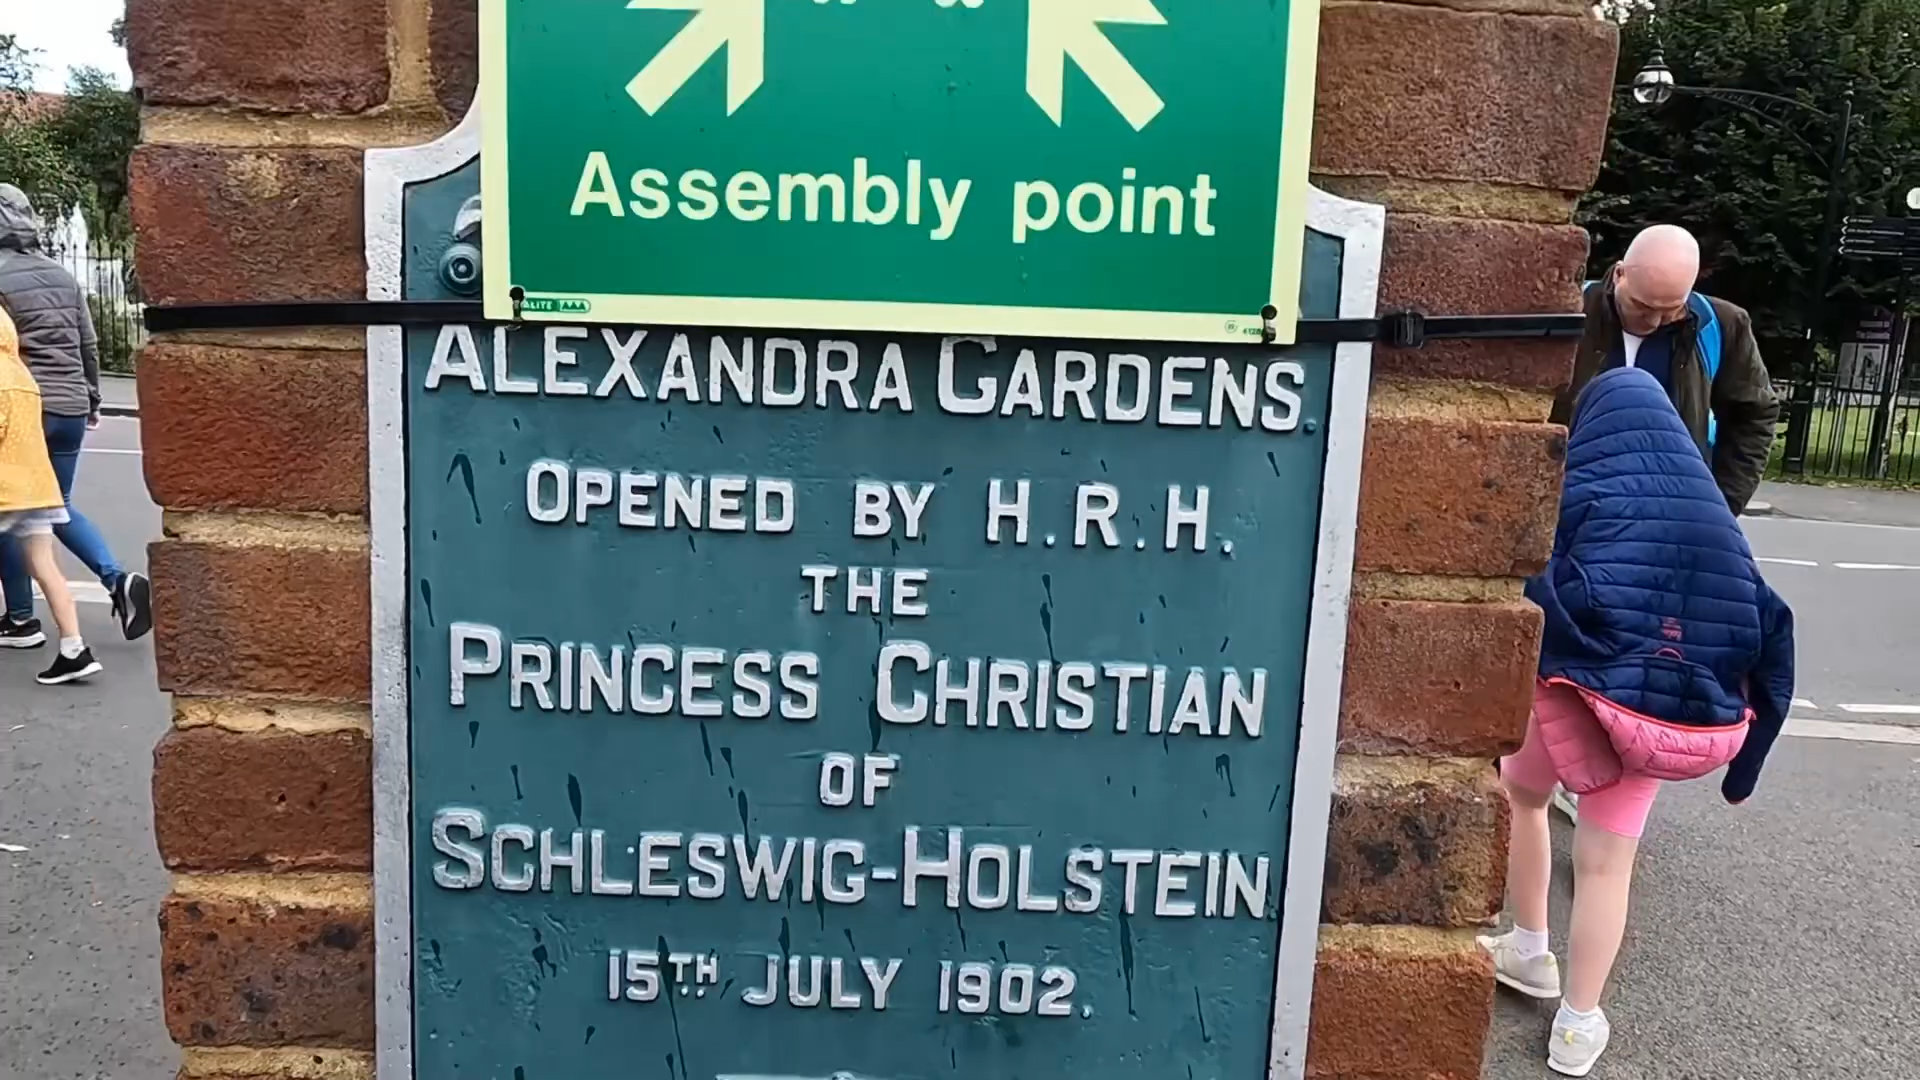 Assembly point
ALEXANDRA GARDENS.
OPENED BY H.R.H.
THE
PRINCESS CHRISTIAN
OF
SCHLESWIG-HOLSTEIN
15TH JULY 1902.